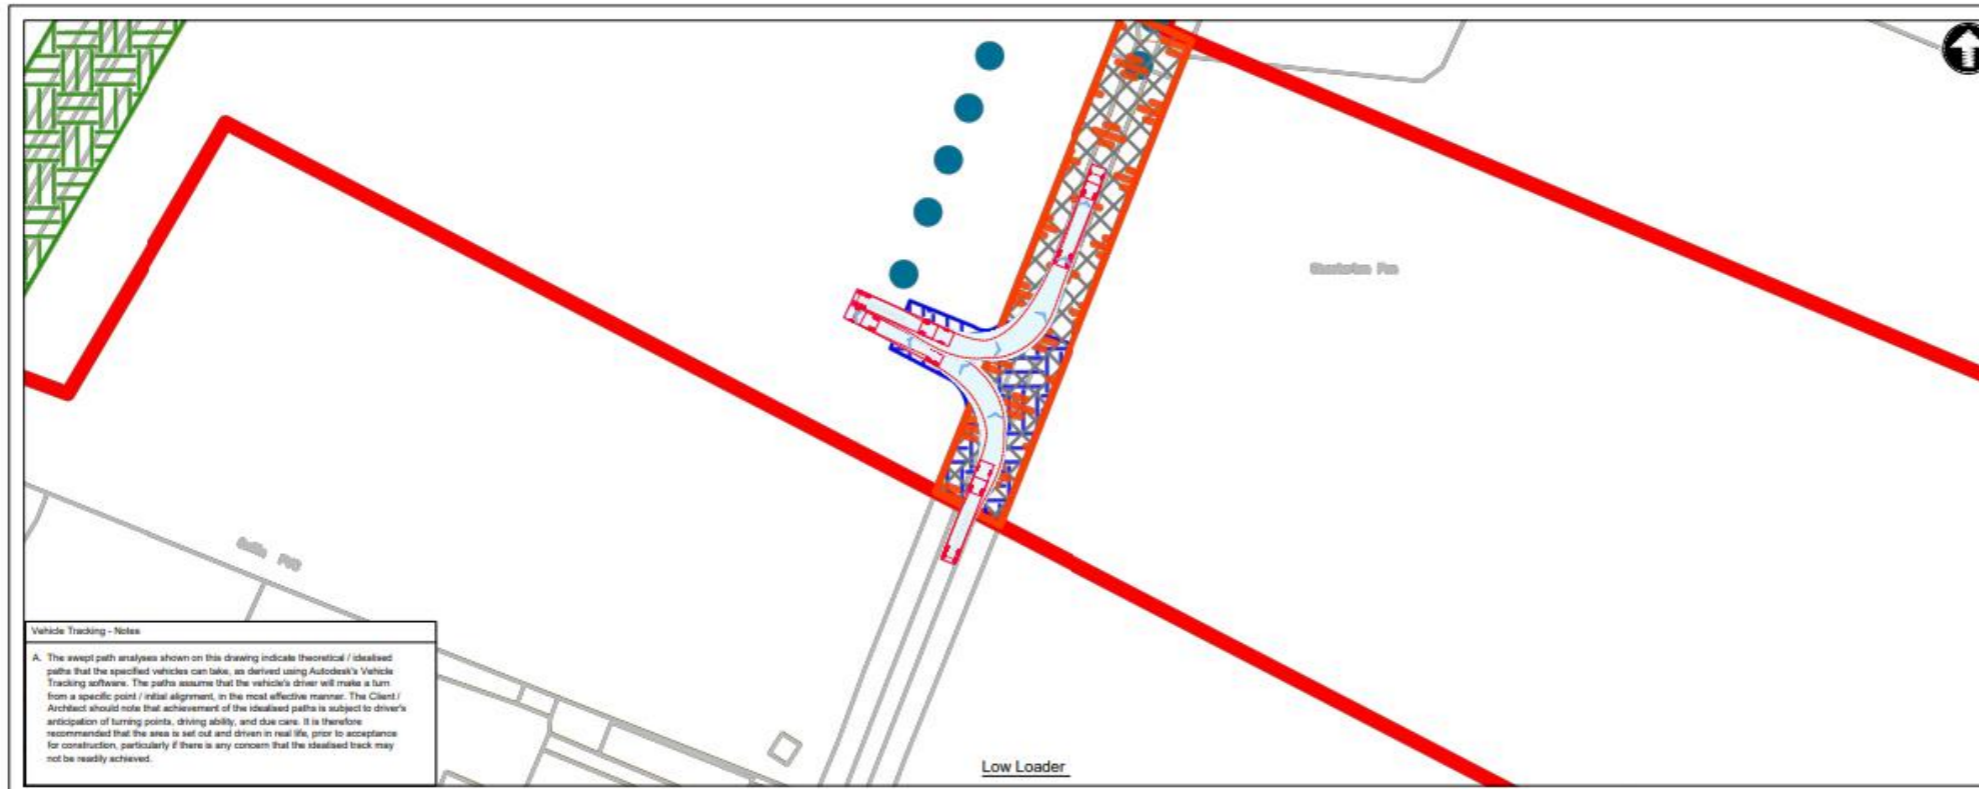 Vehicle Tracking - Notes
A. The swept path analyses shown on this drawing indicate theoretical / idealised
paths that the specified vehicles can take, as derived using Autodesk's Vehicle
Tracking software. The paths assume that the vehicle's driver will make a turn
from a specific point / initial alignment, in the most effective manner. The Client /
Architect should note that achievement of the idealised paths is subject to driver's
anticipation of turning points, driving ability, and due care. It is therefore
recommended that the area is set out and driven in real life, prior to acceptance
for construction, particularly if there is any concern that the idealised track may
not be readily achieved.
Low Loader